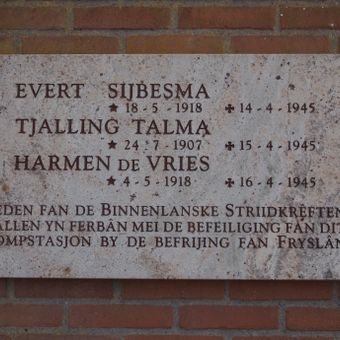 EVERT SIJBESMA
★ 18-5-1918 ✝ 14-4-1945
TJALLING TALMA
★ 24-7-1907 ✝ 15-4-1945
HARMEN DE VRIES
★ 4-5-1918 ✝ 16-4-1945
EDEN FAN DE BINNENLANSKE STRIIDKREFTEN
ALLEN YN FERBÂN MEI DE BEFEILIGING FAN DIT
OMPSTASJON BY DE BEFRIJING FAN FRYSLÂN